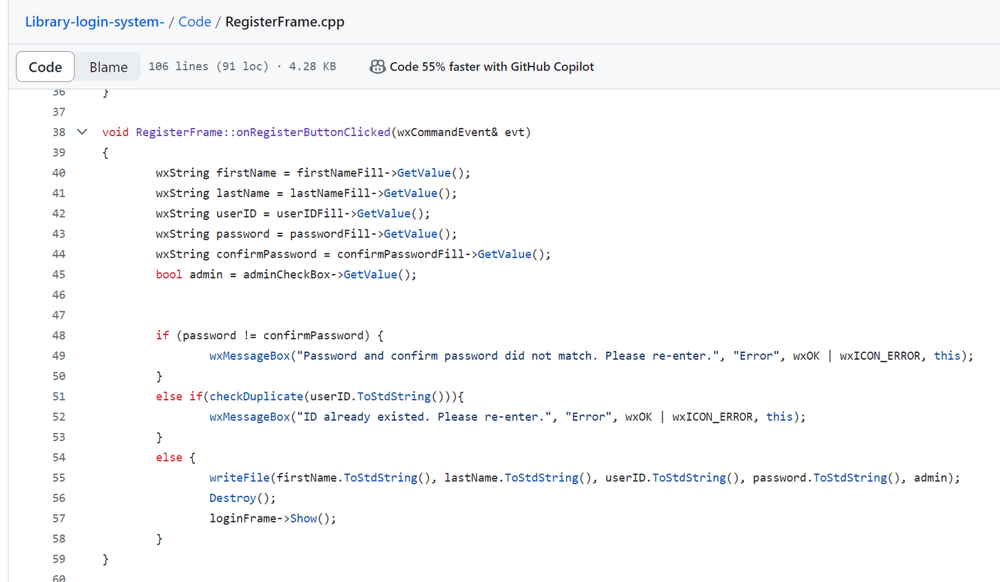 Library-login-system- / Code / RegisterFrame.cpp
Code Blame 106 lines (91 loc) · 4.28 KB Code 55% faster with GitHub Copilot
36 }
37
38 void RegisterFrame::onRegisterButtonClicked(wxCommandEvent& evt)
39 {
40 wxString firstName = firstNameFill->GetValue();
41 wxString lastName = lastNameFill->GetValue();
42 wxString userID = userIDFill->GetValue();
43 wxString password = passwordFill->GetValue();
44 wxString confirmPassword = confirmPasswordFill->GetValue();
45 bool admin = adminCheckBox->GetValue();
46
47
48 if (password != confirmPassword) {
49 wxMessageBox("Password and confirm password did not match. Please re-enter.", "Error", wxOK | wxICON_ERROR, this);
50 }
51 else if(checkDuplicate(userID.ToStdString())){
52 wxMessageBox("ID already existed. Please re-enter.", "Error", wxOK | wxICON_ERROR, this);
53 }
54 else {
55 writeFile(firstName.ToStdString(), lastName.ToStdString(), userID.ToStdString(), password.ToStdString(), admin);
56 Destroy();
57 loginFrame->Show();
58 }
59 }
60